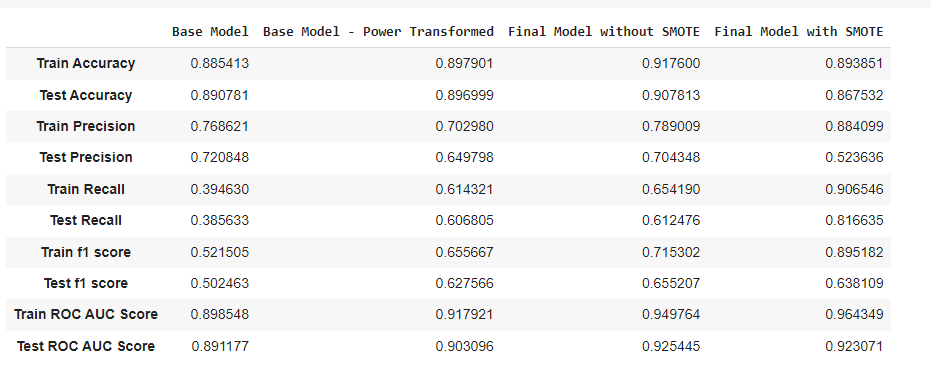 Base Model Base Model - Power Transformed Final Model without SMOTE Final Model with SMOTE
Train Accuracy 0.885413 0.897901 0.917600 0.893851
Test Accuracy 0.890781 0.896999 0.907813 0.867532
Train Precision 0.768621 0.702980 0.789009 0.884099
Test Precision 0.720848 0.649798 0.704348 0.523636
Train Recall 0.394630 0.614321 0.654190 0.906546
Test Recall 0.385633 0.606805 0.612476 0.816635
Train f1 score 0.521505 0.655667 0.715302 0.895182
Test f1 score 0.502463 0.627566 0.655207 0.638109
Train ROC AUC Score 0.898548 0.917921 0.949764 0.964349
Test ROC AUC Score 0.891177 0.903096 0.925445 0.923071